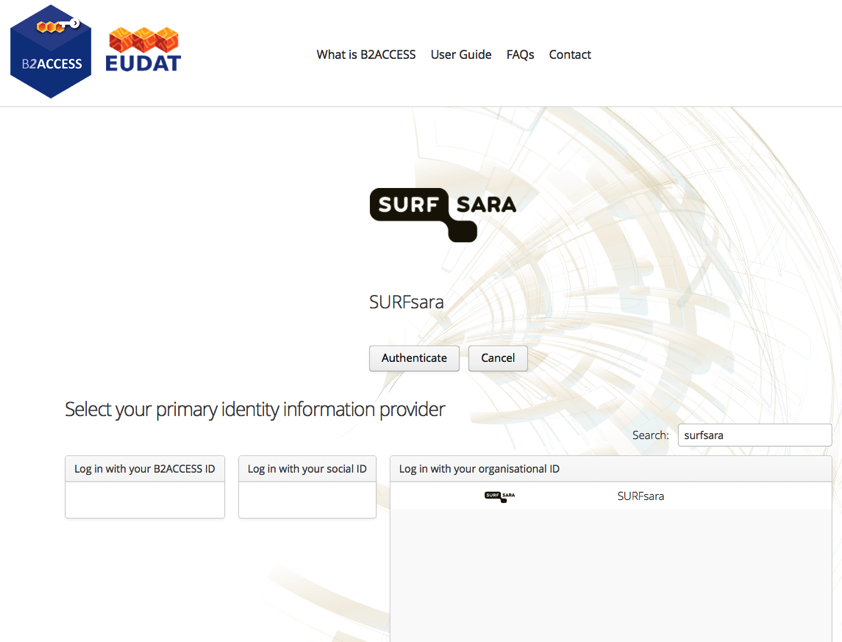 B2ACCESS
EUDAT
What is B2ACCESS User Guide FAQs Contact
SURF SARA
SURFsara
Authenticate Cancel
Select your primary identity information provider
Search: surfsara
Log in with your B2ACCESS ID Log in with your social ID Log in with your organisational ID
SURF SARA SURFsara